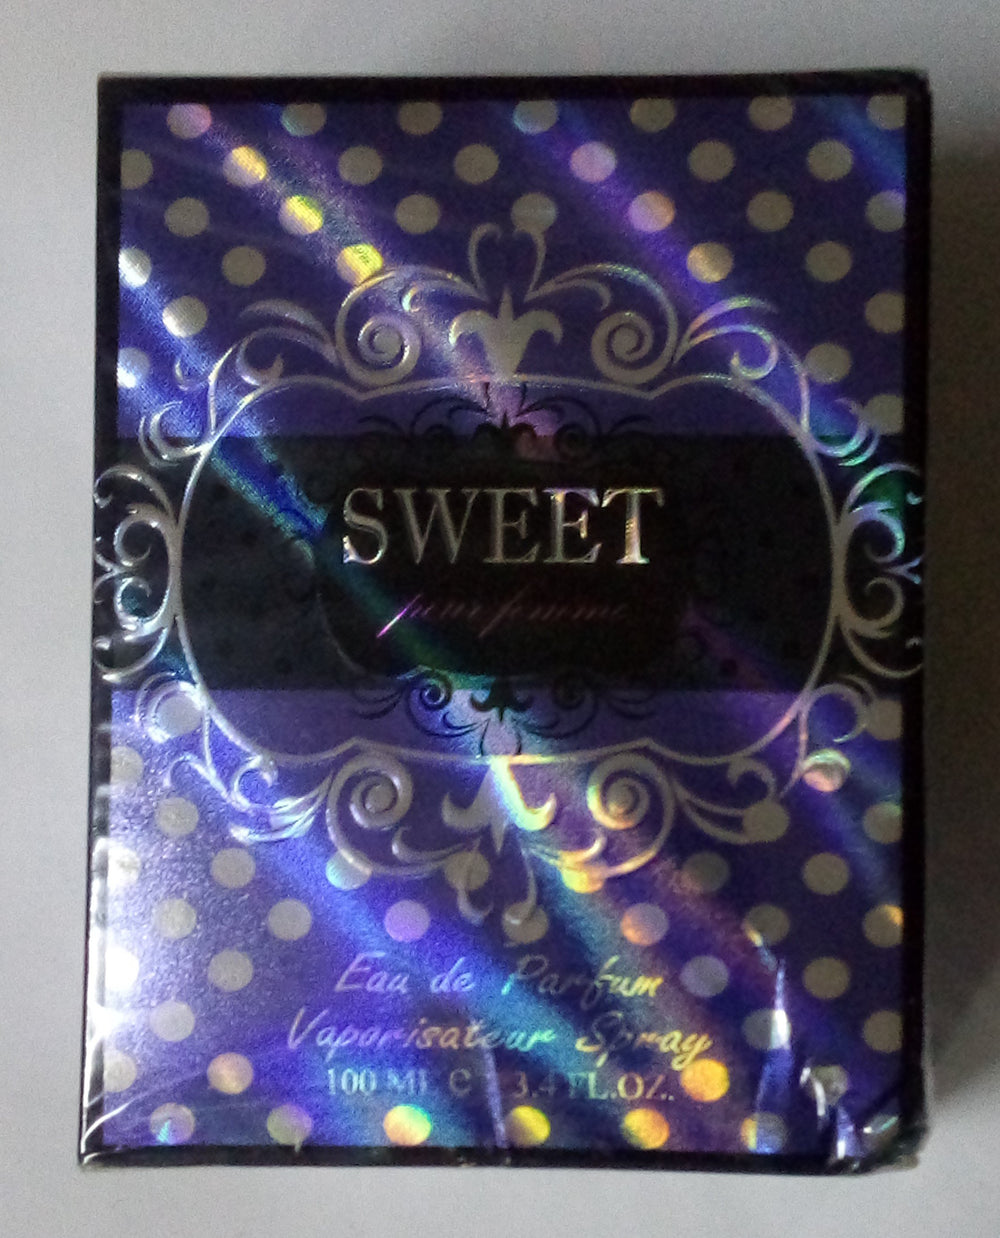 SWEET
pour femme
Eau de Parfum
Vaporisateur Spray
100 ML e 3.4 FL.OZ.